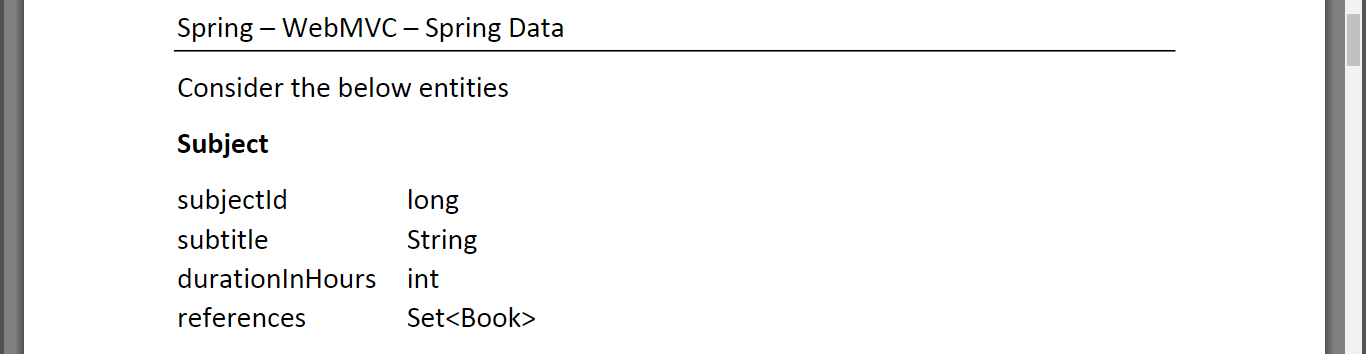 Spring – WebMVC – Spring Data
Consider the below entities
Subject
subjectId long
subtitle String
durationInHours int
references Set<Book>